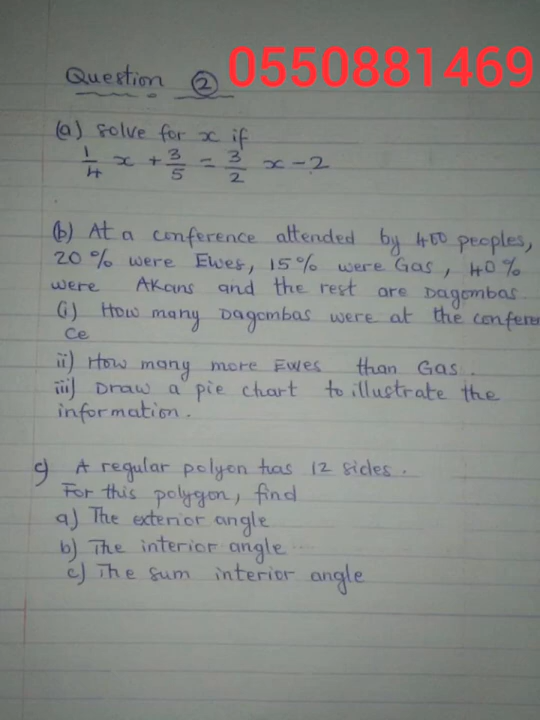 Question ② 0550881469
(a) solve for x if
1/4 x + 3/5 = 3/2 x - 2
(b) At a conference attended by 400 peoples,
20% were Ewes, 15% were Gas, 40%
were Akans and the rest are Dagombas
(i) How many Dagombas were at the conferen
ce
ii) How many more Ewes than Gas.
iii) Draw a pie chart to illustrate the
information.
c) A regular polyon has 12 sides.
For this polygon, find
a) The exterior angle
b) The interior angle
c) The sum interior angle